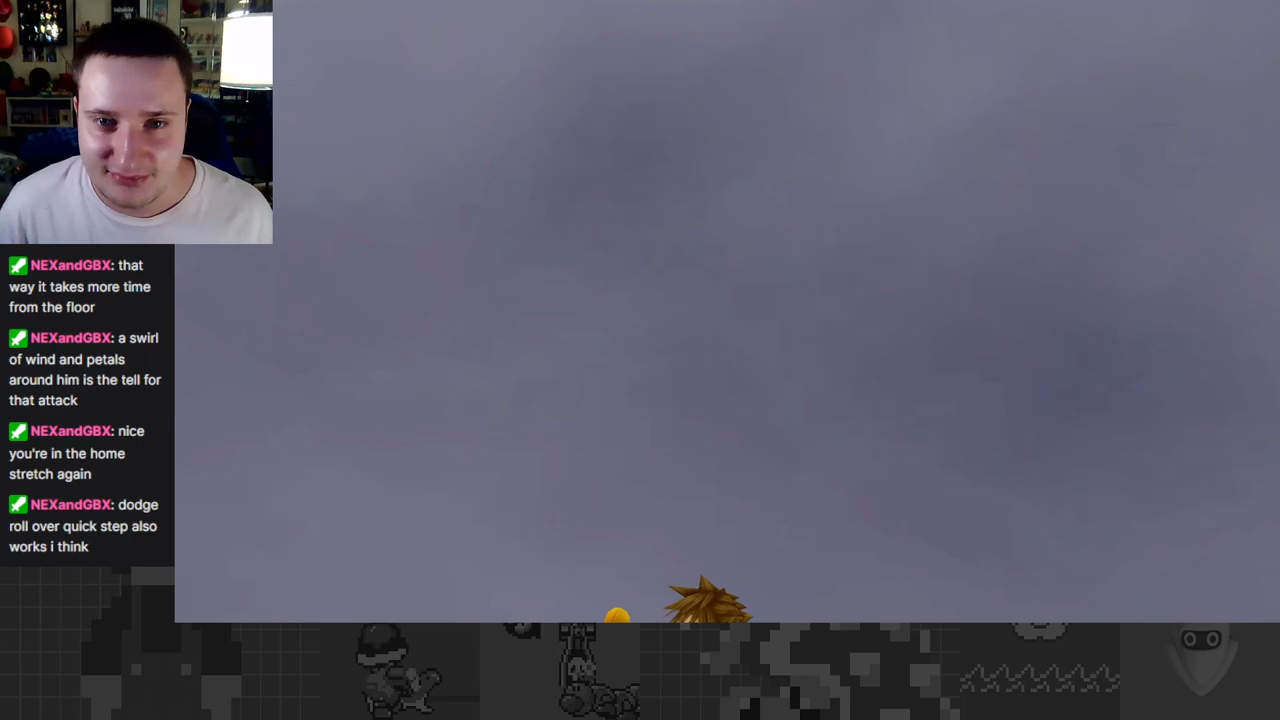 NEXandGBX: that
way it takes more time
from the floor
NEXandGBX: a swirl
of wind and petals
around him is the tell for
that attack
NEXandGBX: nice
you're in the home
stretch again
NEXandGBX: dodge
roll over quick step also
works i think